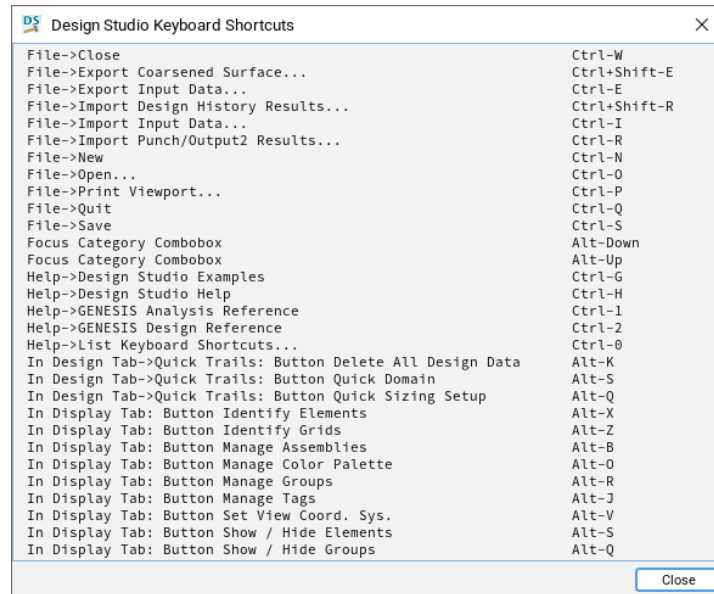 DS Design Studio Keyboard Shortcuts
File->Close Ctrl-W
File->Export Coarsened Surface... Ctrl+Shift-E
File->Export Input Data... Ctrl-E
File->Import Design History Results... Ctrl+Shift-R
File->Import Input Data... Ctrl-I
File->Import Punch/Output2 Results... Ctrl-R
File->New Ctrl-N
File->Open... Ctrl-O
File->Print Viewport... Ctrl-P
File->Quit Ctrl-Q
File->Save Ctrl-S
Focus Category Combobox Alt-Down
Focus Category Combobox Alt-Up
Help->Design Studio Examples Ctrl-G
Help->Design Studio Help Ctrl-H
Help->GENESIS Analysis Reference Ctrl-1
Help->GENESIS Design Reference Ctrl-2
Help->List Keyboard Shortcuts... Ctrl-0
In Design Tab->Quick Trails: Button Delete All Design Data Alt-K
In Design Tab->Quick Trails: Button Quick Domain Alt-S
In Design Tab->Quick Trails: Button Quick Sizing Setup Alt-Q
In Display Tab: Button Identify Elements Alt-X
In Display Tab: Button Identify Grids Alt-Z
In Display Tab: Button Manage Assemblies Alt-B
In Display Tab: Button Manage Color Palette Alt-O
In Display Tab: Button Manage Groups Alt-R
In Display Tab: Button Manage Tags Alt-J
In Display Tab: Button Set View Coord. Sys. Alt-V
In Display Tab: Button Show / Hide Elements Alt-S
In Display Tab: Button Show / Hide Groups Alt-Q
Close